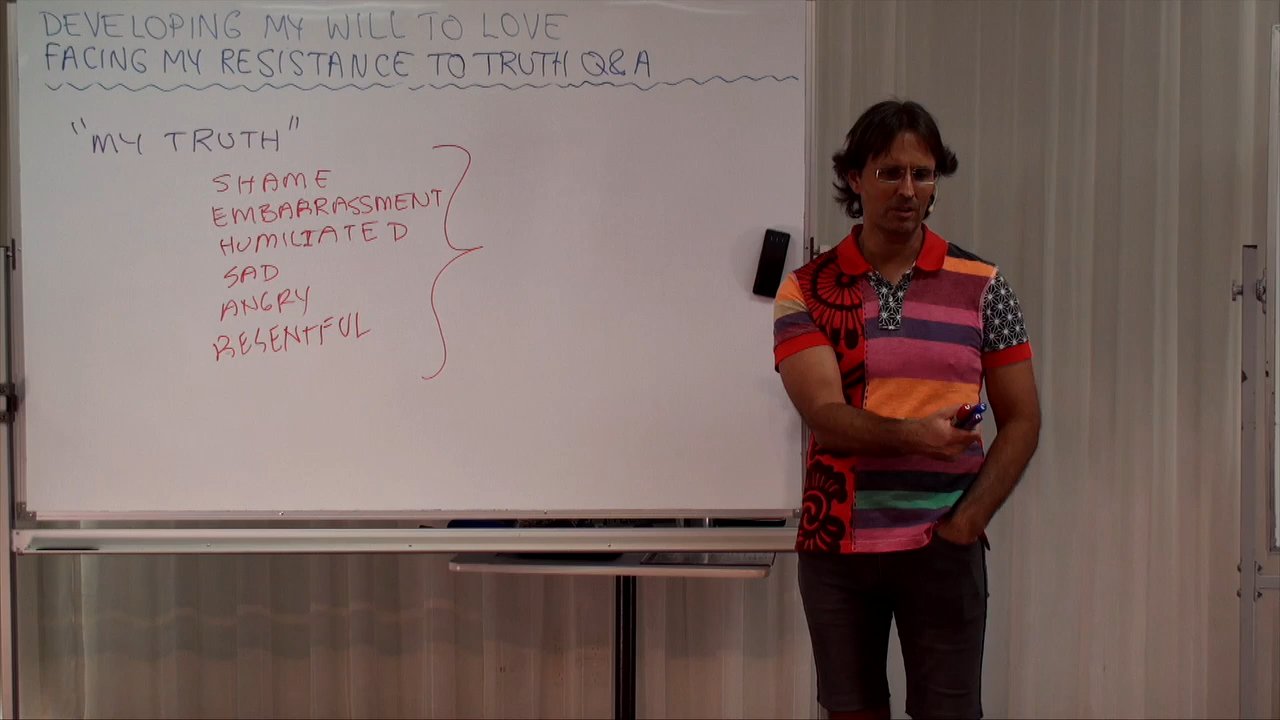 DEVELOPING MY WILL TO LOVE
FACING MY RESISTANCE TO TRUTH Q&A
"MY TRUTH"
SHAME
EMBARRASSMENT
HUMILIATED
SAD
ANGRY
RESENTFUL